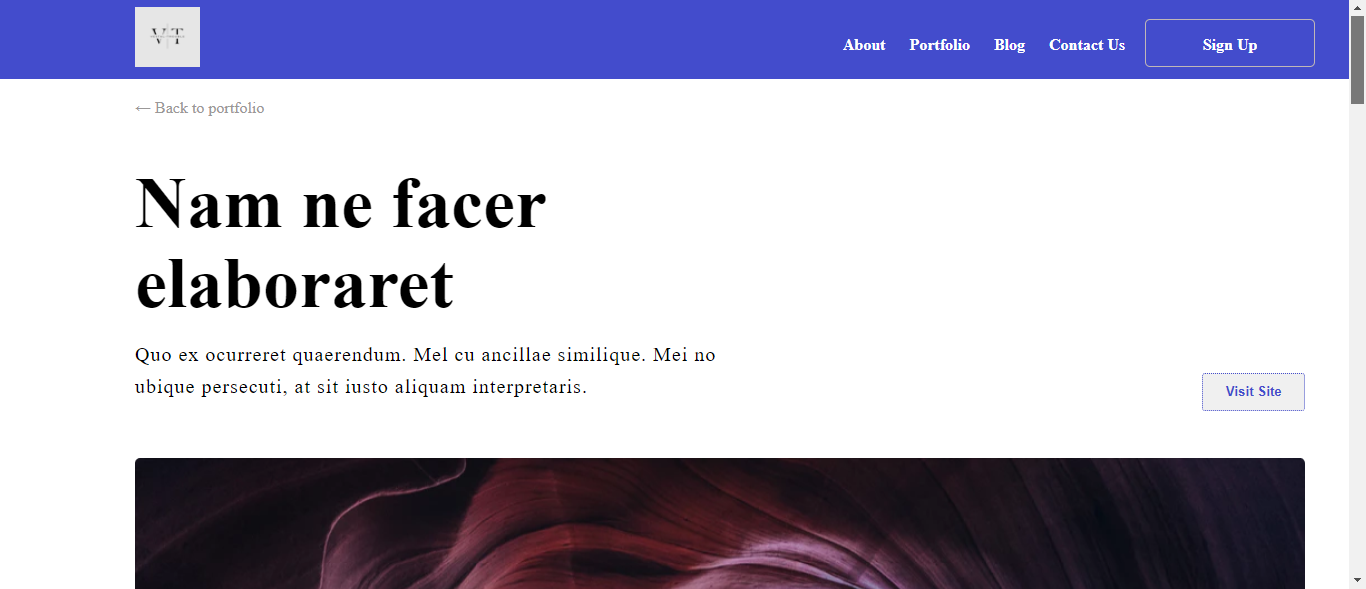 V T
About Portfolio Blog Contact Us Sign Up
← Back to portfolio
Nam ne facer
elaboraret
Quo ex ocurreret quaerendum. Mel cu ancillae similique. Mei no
ubique persecuti, at sit iusto aliquam interpretaris.
Visit Site